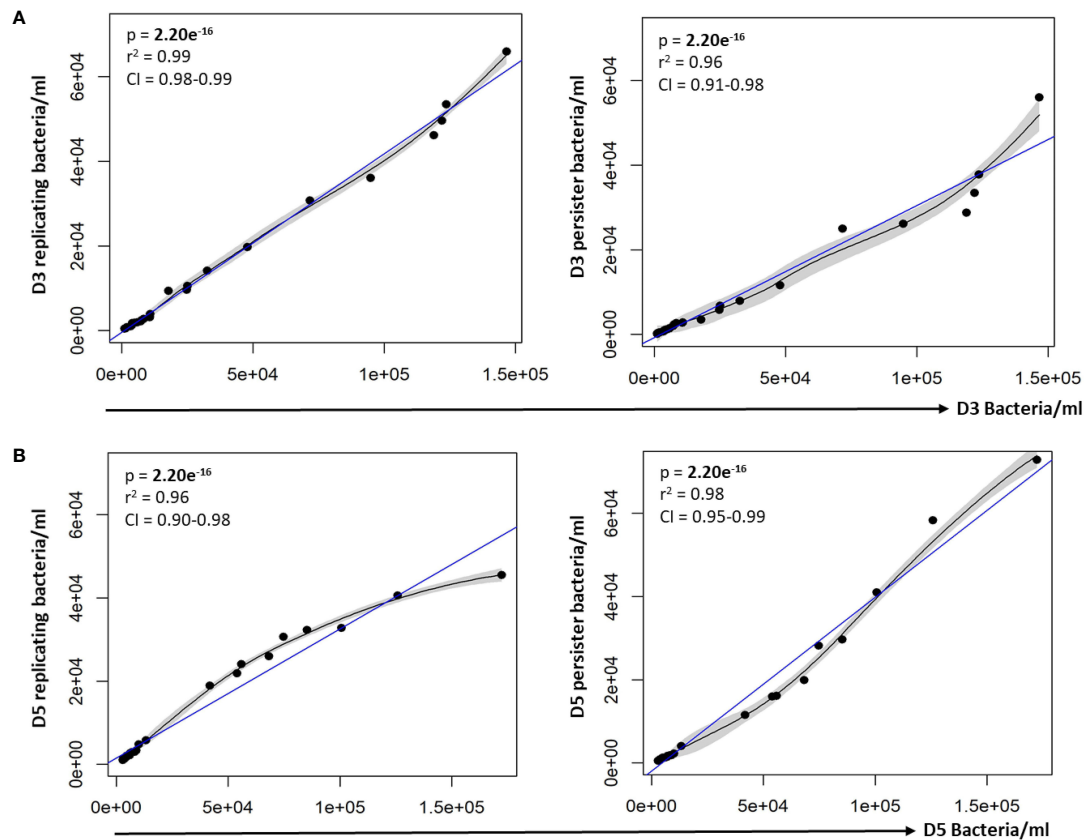 A
p = 2.20e-16
r2 = 0.99
CI = 0.98-0.99
D3 replicating bacteria/ml
0e+00 2e+04 4e+04 6e+04
0e+00 5e+04 1e+05 1.5e+05
p = 2.20e-16
r2 = 0.96
CI = 0.91-0.98
D3 persister bacteria/ml
0e+00 2e+04 4e+04 6e+04
0e+00 5e+04 1e+05 1.5e+05
D3 Bacteria/ml
B
p = 2.20e-16
r2 = 0.96
CI = 0.90-0.98
D5 replicating bacteria/ml
0e+00 2e+04 4e+04 6e+04
0e+00 5e+04 1e+05 1.5e+05
p = 2.20e-16
r2 = 0.98
CI = 0.95-0.99
D5 persister bacteria/ml
0e+00 2e+04 4e+04 6e+04
0e+00 5e+04 1e+05 1.5e+05
D5 Bacteria/ml